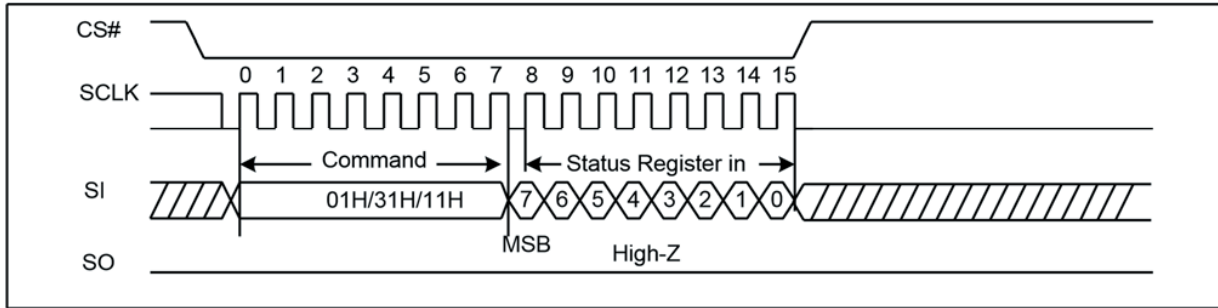 CS#
0 1 2 3 4 5 6 7 8 9 10 11 12 13 14 15
SCLK
Command Status Register in
SI 01H/31H/11H 7 6 5 4 3 2 1 0
MSB High-Z
SO